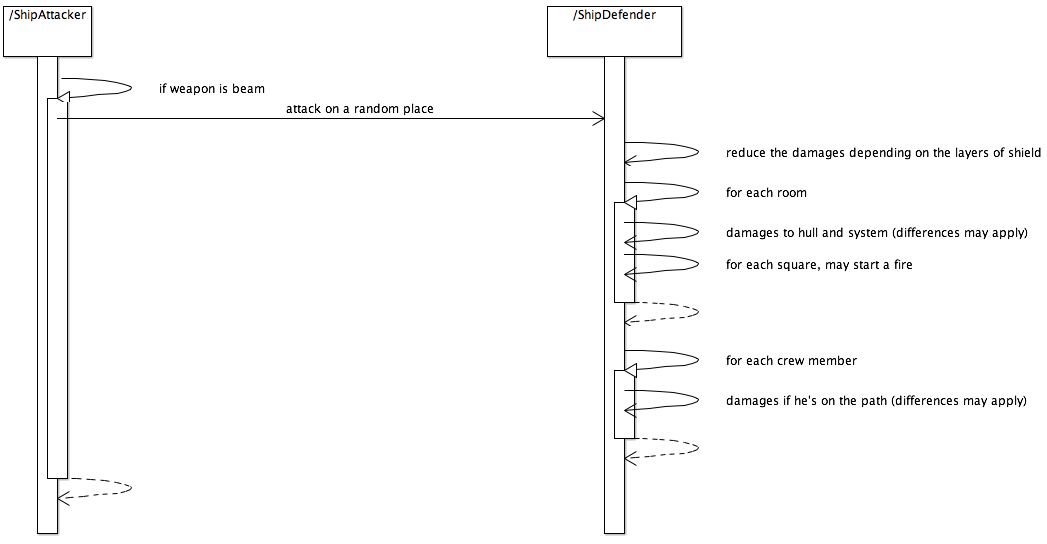 /ShipAttacker
/ShipDefender
if weapon is beam
attack on a random place
reduce the damages depending on the layers of shield
for each room
damages to hull and system (differences may apply)
for each square, may start a fire
for each crew member
damages if he's on the path (differences may apply)